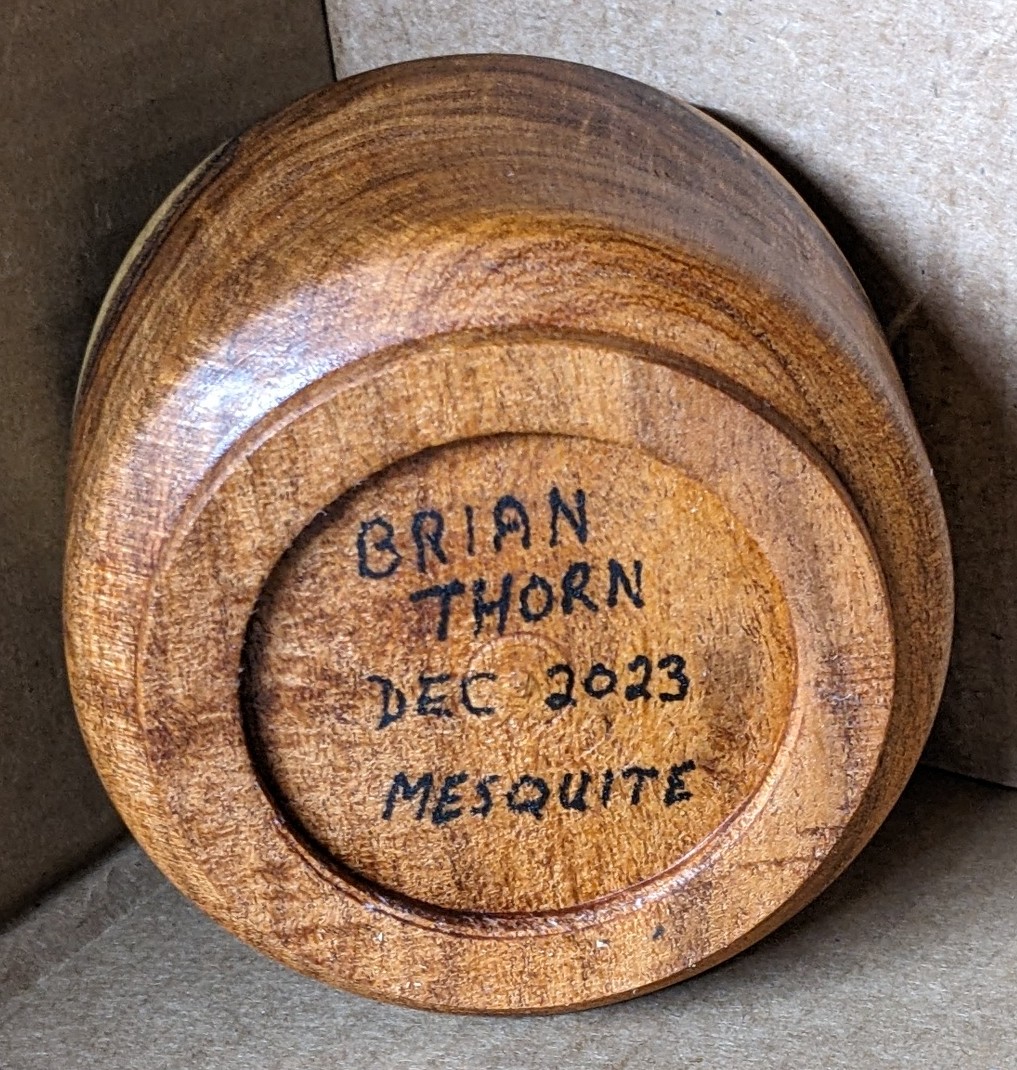 BRIAN
THORN
DEC 2023
MESQUITE